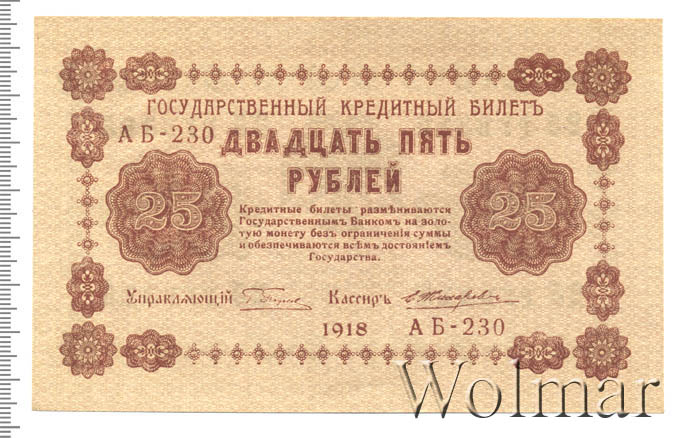 ГОСУДАРСТВЕННЫЙ КРЕДИТНЫЙ БИЛЕТЪ
АБ-230 ДВАДЦАТЬ ПЯТЬ
РУБЛЕЙ
25 25
Кредитные билеты размѣниваются
Государственнымъ Банкомъ на золо-
тую монету безъ ограниченія суммы
и обезпечиваются всѣмъ достояніемъ
Государства.
Управляющій Кассиръ
1918 АБ-230
Wolmar